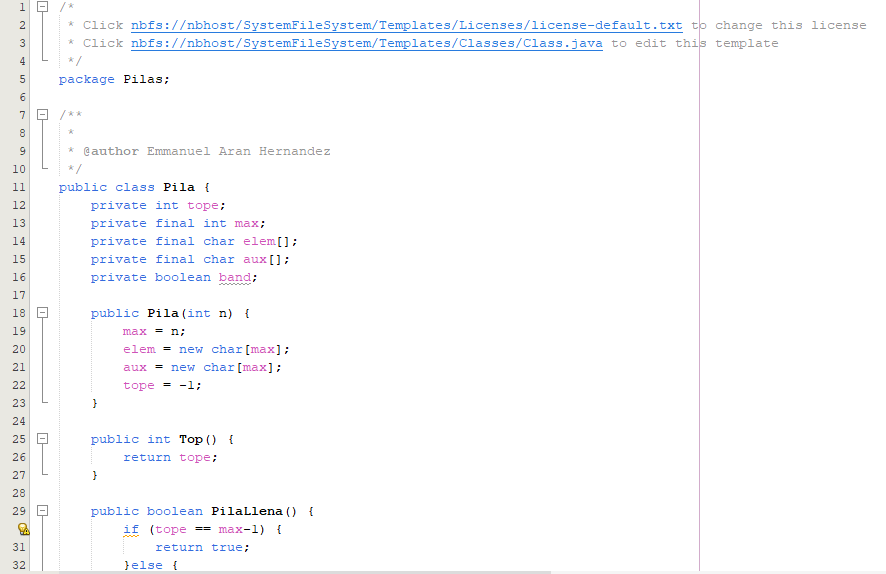 1 /*
2 * Click nbfs://nbhost/SystemFileSystem/Templates/Licenses/license-default.txt to change this license
3 * Click nbfs://nbhost/SystemFileSystem/Templates/Classes/Class.java to edit this template
4 */
5 package Pilas;
6
7 /**
8 *
9 * @author Emmanuel Aran Hernandez
10 */
11 public class Pila {
12 private int tope;
13 private final int max;
14 private final char elem[];
15 private final char aux[];
16 private boolean band;
17
18 public Pila(int n) {
19 max = n;
20 elem = new char[max];
21 aux = new char[max];
22 tope = -1;
23 }
24
25 public int Top() {
26 return tope;
27 }
28
29 public boolean PilaLlena() {
if (tope == max-1) {
31 return true;
32 }else {